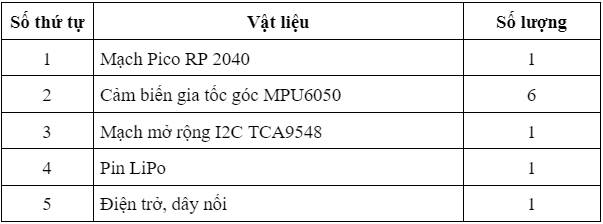 Số thứ tự Vật liệu Số lượng
1 Mạch Pico RP 2040 1
2 Cảm biến gia tốc góc MPU6050 6
3 Mạch mở rộng I2C TCA9548 1
4 Pin LiPo 1
5 Điện trở, dây nối 1